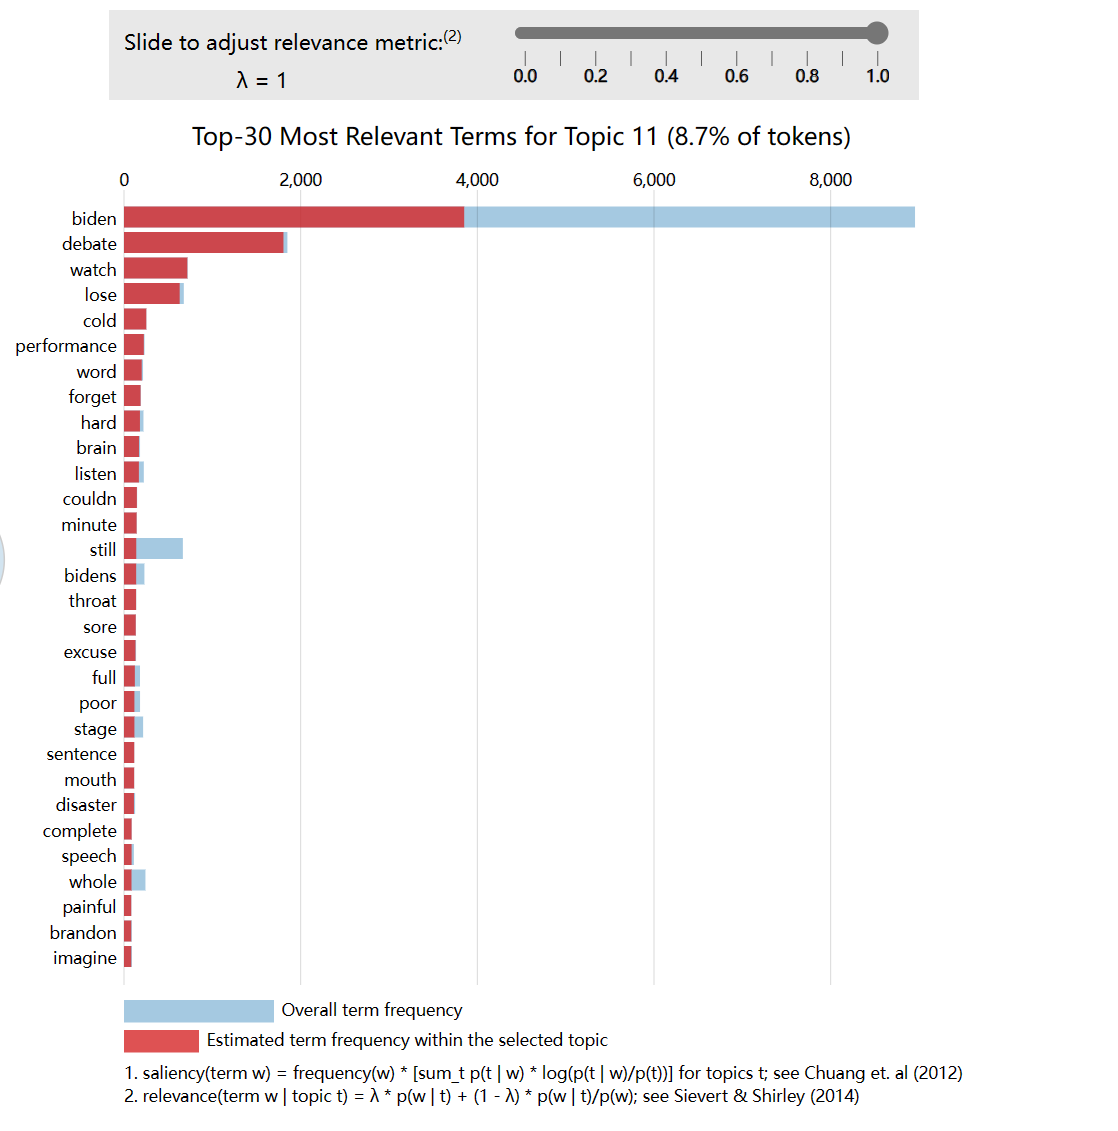 Slide to adjust relevance metric:(2)
λ = 1
0.0 0.2 0.4 0.6 0.8 1.0
Top-30 Most Relevant Terms for Topic 11 (8.7% of tokens)
0 2,000 4,000 6,000 8,000
biden
debate
watch
lose
cold
performance
word
forget
hard
brain
listen
couldn
minute
still
bidens
throat
sore
excuse
full
poor
stage
sentence
mouth
disaster
complete
speech
whole
painful
brandon
imagine
Overall term frequency
Estimated term frequency within the selected topic
1. saliency(term w) = frequency(w) * [sum_t p(t | w) * log(p(t | w)/p(t))] for topics t; see Chuang et. al (2012)
2. relevance(term w | topic t) = λ * p(w | t) + (1 - λ) * p(w | t)/p(w); see Sievert & Shirley (2014)